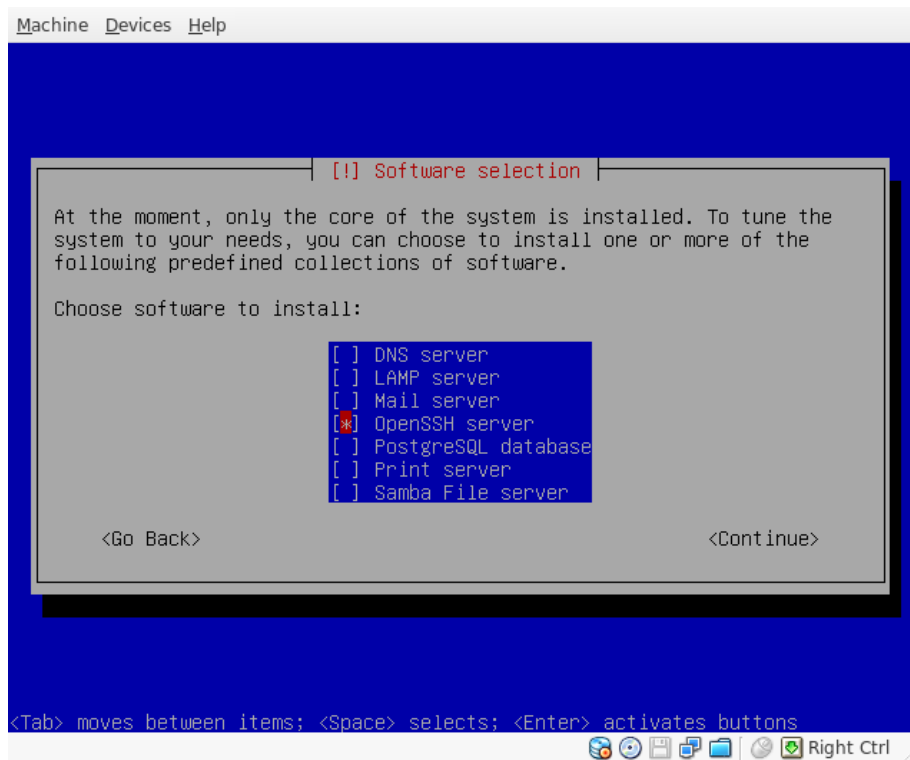 Machine Devices Help
[!] Software selection
At the moment, only the core of the system is installed. To tune the
system to your needs, you can choose to install one or more of the
following predefined collections of software.
Choose software to install:
[ ] DNS server
[ ] LAMP server
[ ] Mail server
[*] OpenSSH server
[ ] PostgreSQL database
[ ] Print server
[ ] Samba File server
<Go Back> <Continue>
<Tab> moves between items; <Space> selects; <Enter> activates buttons
Right Ctrl